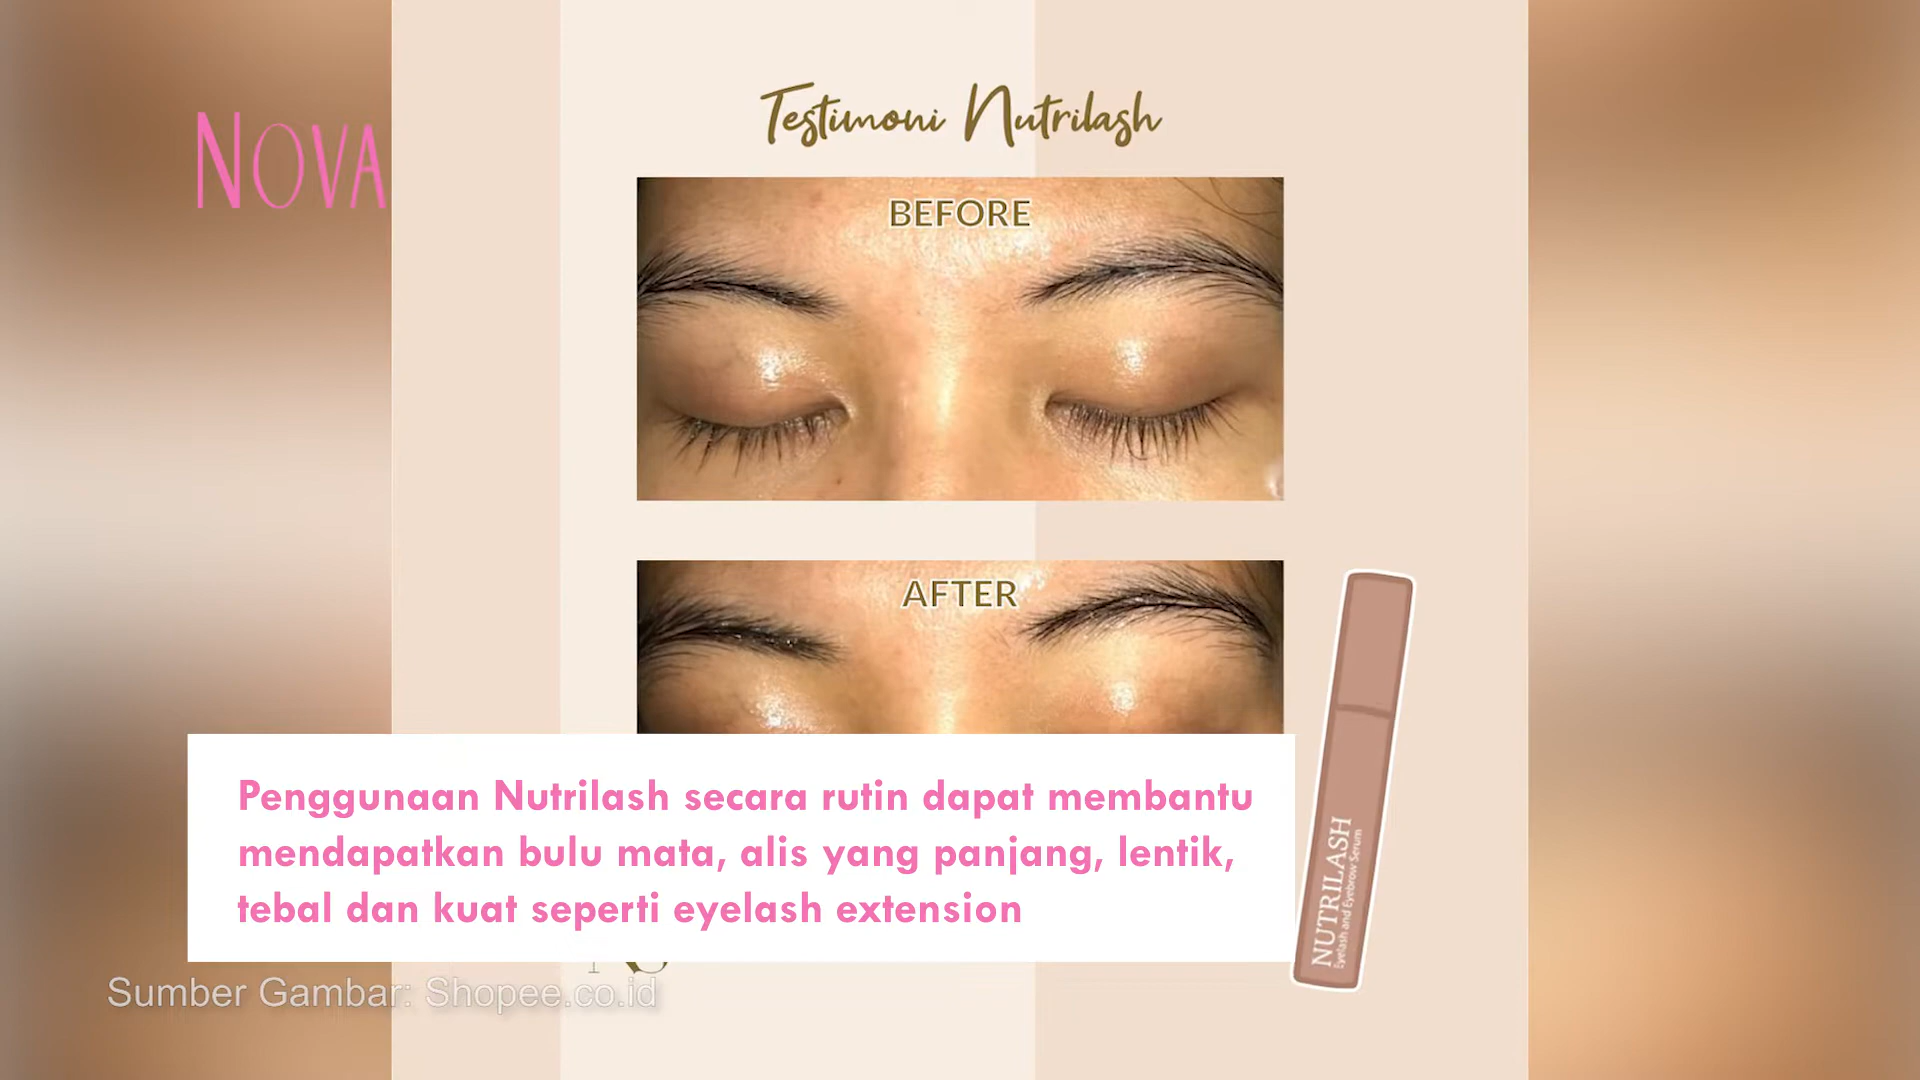 Testimoni Nutrilash
NOVA
BEFORE
AFTER
Penggunaan Nutrilash secara rutin dapat membantu
mendapatkan bulu mata, alis yang panjang, lentik,
tebal dan kuat seperti eyelash extension
NUTRILASH
Eyelash and Eyebrow Serum
Sumber Gambar: Shopee.co.id